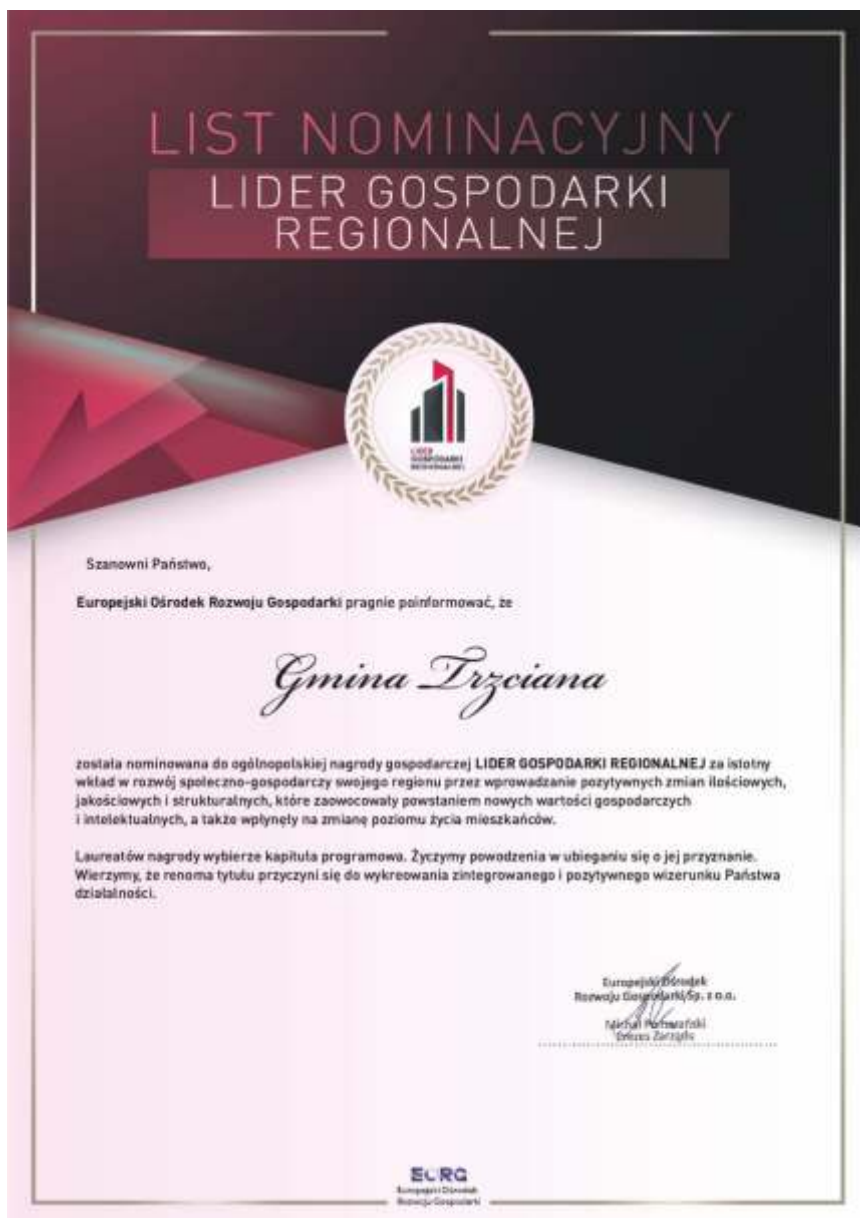 LIST NOMINACYJNY
LIDER GOSPODARKI
REGIONALNEJ
LIDER
GOSPODARKI
REGIONALNEJ
Szanowni Państwo,
Europejski Ośrodek Rozwoju Gospodarki pragnie poinformować, że
Gmina Trzciana
została nominowana do ogólnopolskiej nagrody gospodarczej LIDER GOSPODARKI REGIONALNEJ za istotny
wkład w rozwój społeczno-gospodarczy swojego regionu przez wprowadzanie pozytywnych zmian ilościowych,
jakościowych i strukturalnych, które zaowocowały powstaniem nowych wartości gospodarczych
i intelektualnych, a także wpłynęły na zmianę poziomu życia mieszkańców.
Laureatów nagrody wybierze kapituła programowa. Życzymy powodzenia w ubieganiu się o jej przyznanie.
Wierzymy, że renoma tytułu przyczyni się do wykreowania zintegrowanego i pozytywnego wizerunku Państwa
działalności.
Europejski Ośrodek
Rozwoju Gospodarki Sp. z o.o.
Michał
Prezes Zarządu
EORG
Europejski Ośrodek
Rozwoju Gospodarki